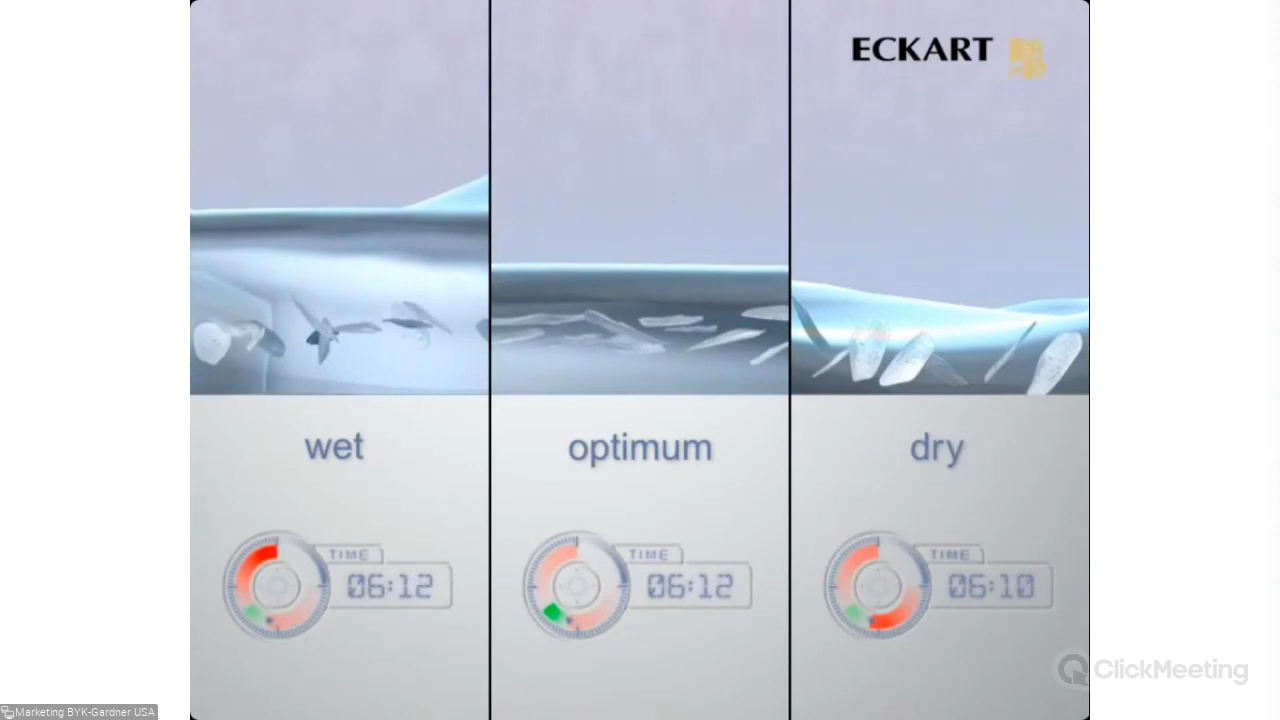 ECKART
wet
optimum
dry
TIME
06:12
TIME
06:12
TIME
06:10
ClickMeeting
Marketing BYK-Gardner USA